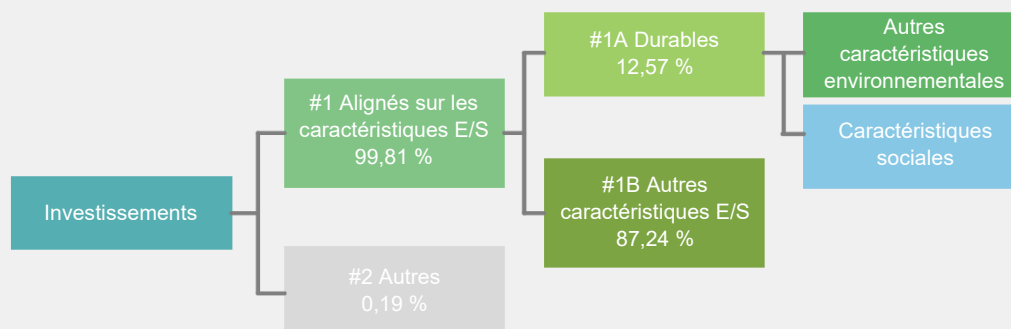 Investissements
#1 Alignés sur les
caractéristiques E/S
99,81 %
#2 Autres
0,19 %
#1A Durables
12,57 %
#1B Autres
caractéristiques E/S
87,24 %
Autres
caractéristiques
environnementales
Caractéristiques
sociales